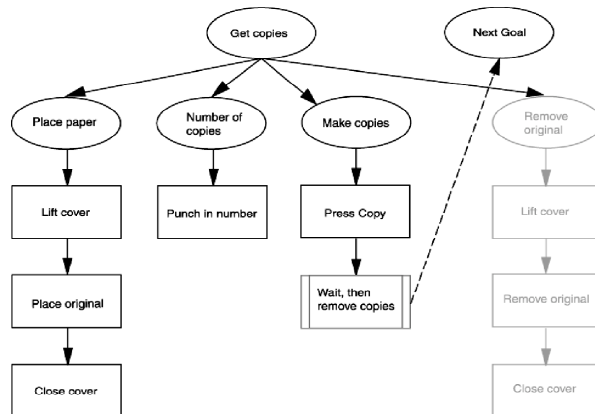 Get copies
Next Goal
Place paper
Number of
copies
Make copies
Remove
original
Lift cover
Punch in number
Press Copy
Lift cover
Place original
Wait, then
remove copies
Remove original
Close cover
Close cover